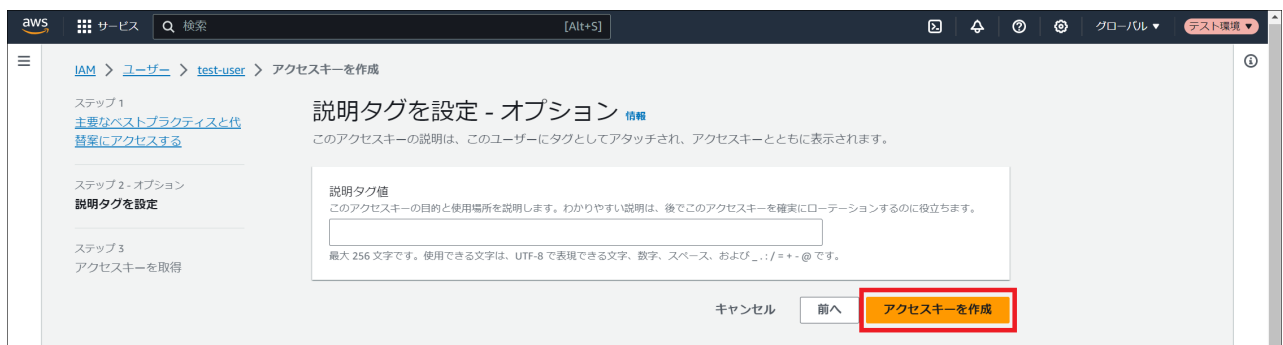 aws サービス 検索 [Alt+S] グローバル ▼ テスト環境 ▼
IAM > ユーザー > test-user > アクセスキーを作成
ステップ 1
主要なベストプラクティスと代
替案にアクセスする
ステップ 2 - オプション
説明タグを設定
ステップ 3
アクセスキーを取得
説明タグを設定 - オプション 情報
このアクセスキーの説明は、このユーザーにタグとしてアタッチされ、アクセスキーとともに表示されます。
説明タグ値
このアクセスキーの目的と使用場所を説明します。わかりやすい説明は、後でこのアクセスキーを確実にローテーションするのに役立ちます。
最大 256 文字です。使用できる文字は、UTF-8 で表現できる文字、数字、スペース、および _ . : / = + - @ です。
キャンセル 前へ アクセスキーを作成